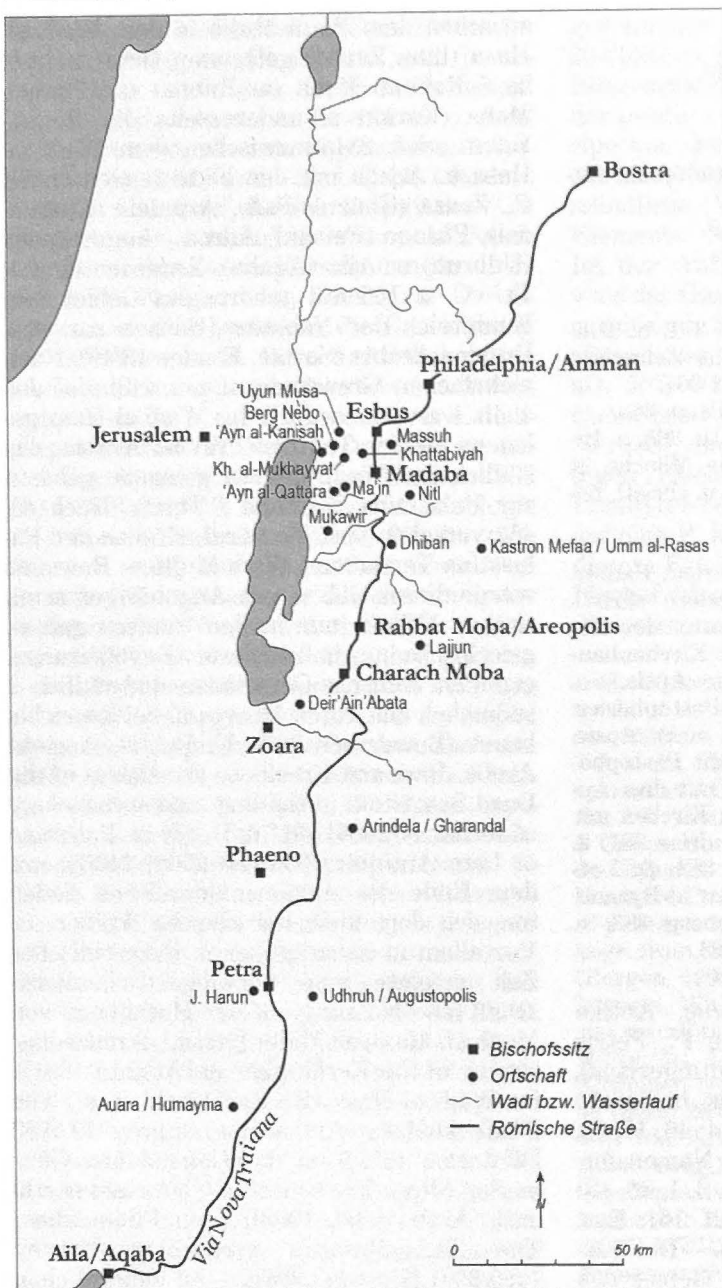 Bostra
Philadelphia/Amman
Uyun Musa
Berg Nebo
Esbus
Jerusalem
'Ayn al-Kanisah
Massuh
Khattabiyah
Kh. al-Mukhayyat
Madaba
'Ayn al-Qattara
Ma'in
Nitl
Mukawir
Dhiban
Kastron Mefaa / Umm al-Rasas
Rabbat Moba/Areopolis
Lajjun
Charach Moba
Deir 'Ain 'Abata
Zoara
Arindela / Gharandal
Phaeno
Petra
J. Harun
Udhruh / Augustopolis
Auara / Humayma
Via Nova Traiana
Aila/Aqaba
Bischofssitz
Ortschaft
Wadi bzw. Wasserlauf
Römische Straße
N
0 50 km